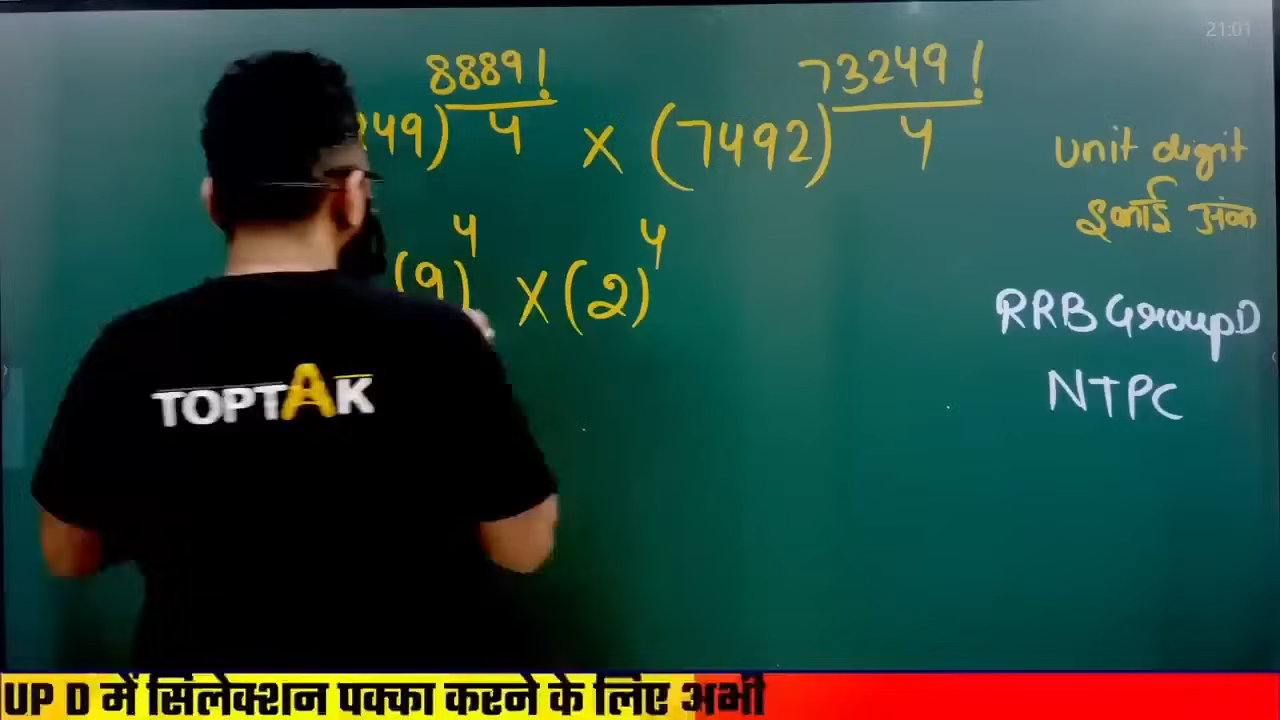 21:01
8889! 73249!
249) 4 × (7492) 4
unit digit
इकाई अंक
(9)^4 × (2)^4
RRB Group D
NTPC
TOPTAK
UP D में सिलेक्शन पक्का करने के लिए अभी